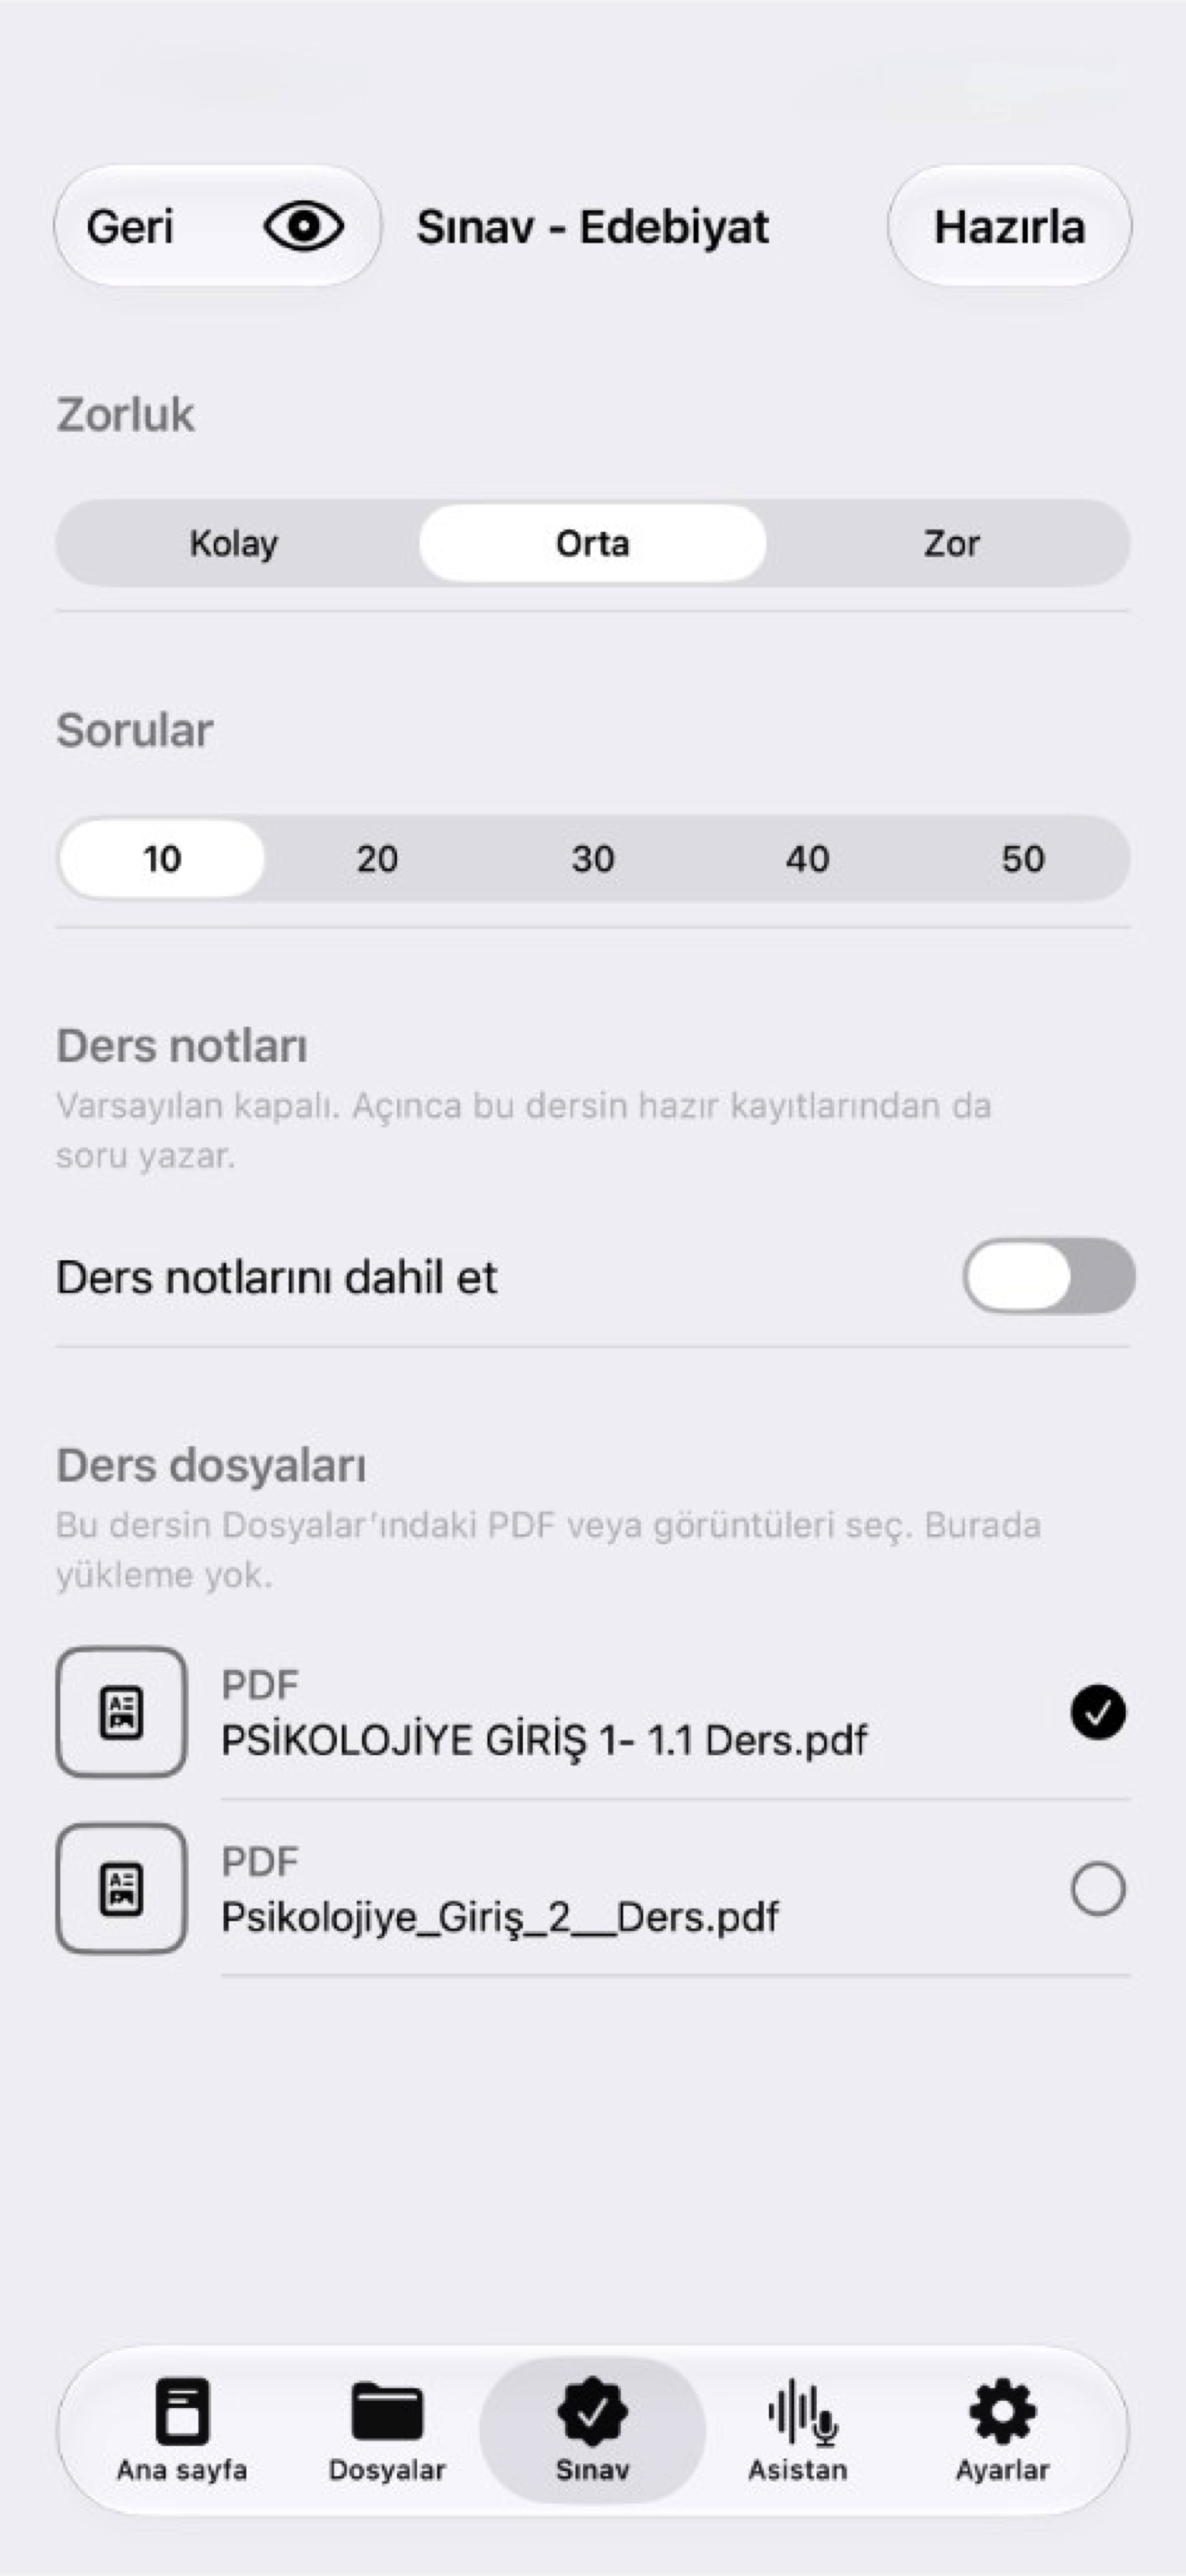 Geri
Sınav - Edebiyat
Hazırla
Zorluk
Kolay
Orta
Zor
Sorular
10
20
30
40
50
Ders notları
Varsayılan kapalı. Açınca bu dersin hazır kayıtlarından da
soru yazar.
Ders notlarını dahil et
Ders dosyaları
Bu dersin Dosyalar'ındaki PDF veya görüntüleri seç. Burada
yükleme yok.
PDF
PSİKOLOJİYE GİRİŞ 1- 1.1 Ders.pdf
PDF
Psikolojiye_Giriş_2__Ders.pdf
Ana sayfa
Dosyalar
Sınav
Asistan
Ayarlar